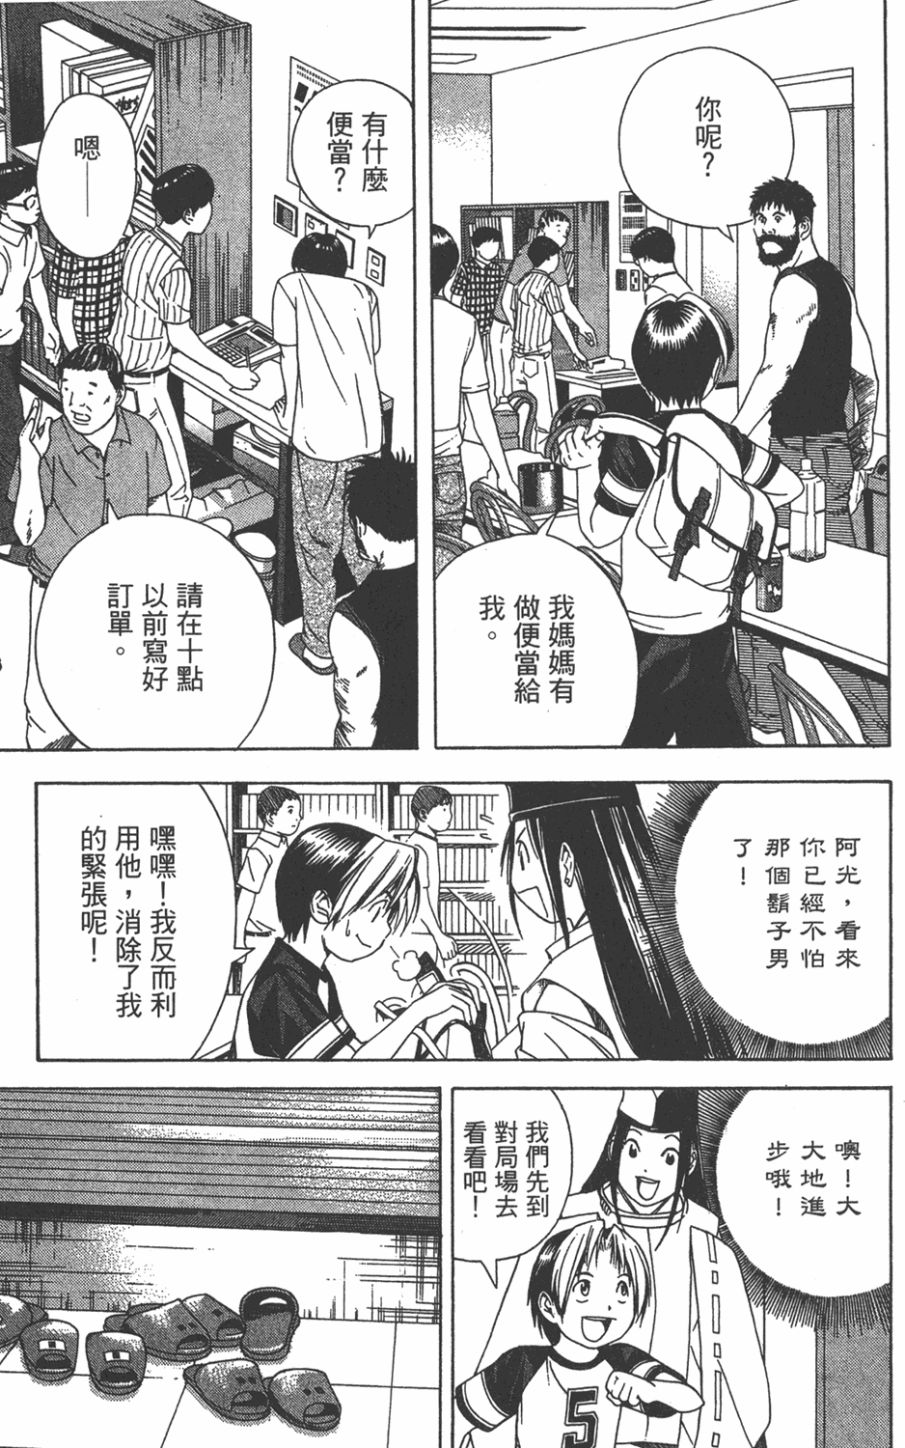 你呢？
我媽媽有
做便當給
我。
有什麼
便當？
嗯——
請在十點
以前寫好
訂單。
阿光，看來
你已經不怕
那個鬍子男
了！
嘿嘿！我反而利
用他，消除了我
的緊張呢！
噢！大
大地進
步哦！
我們先到
對局場去
看看吧！
5